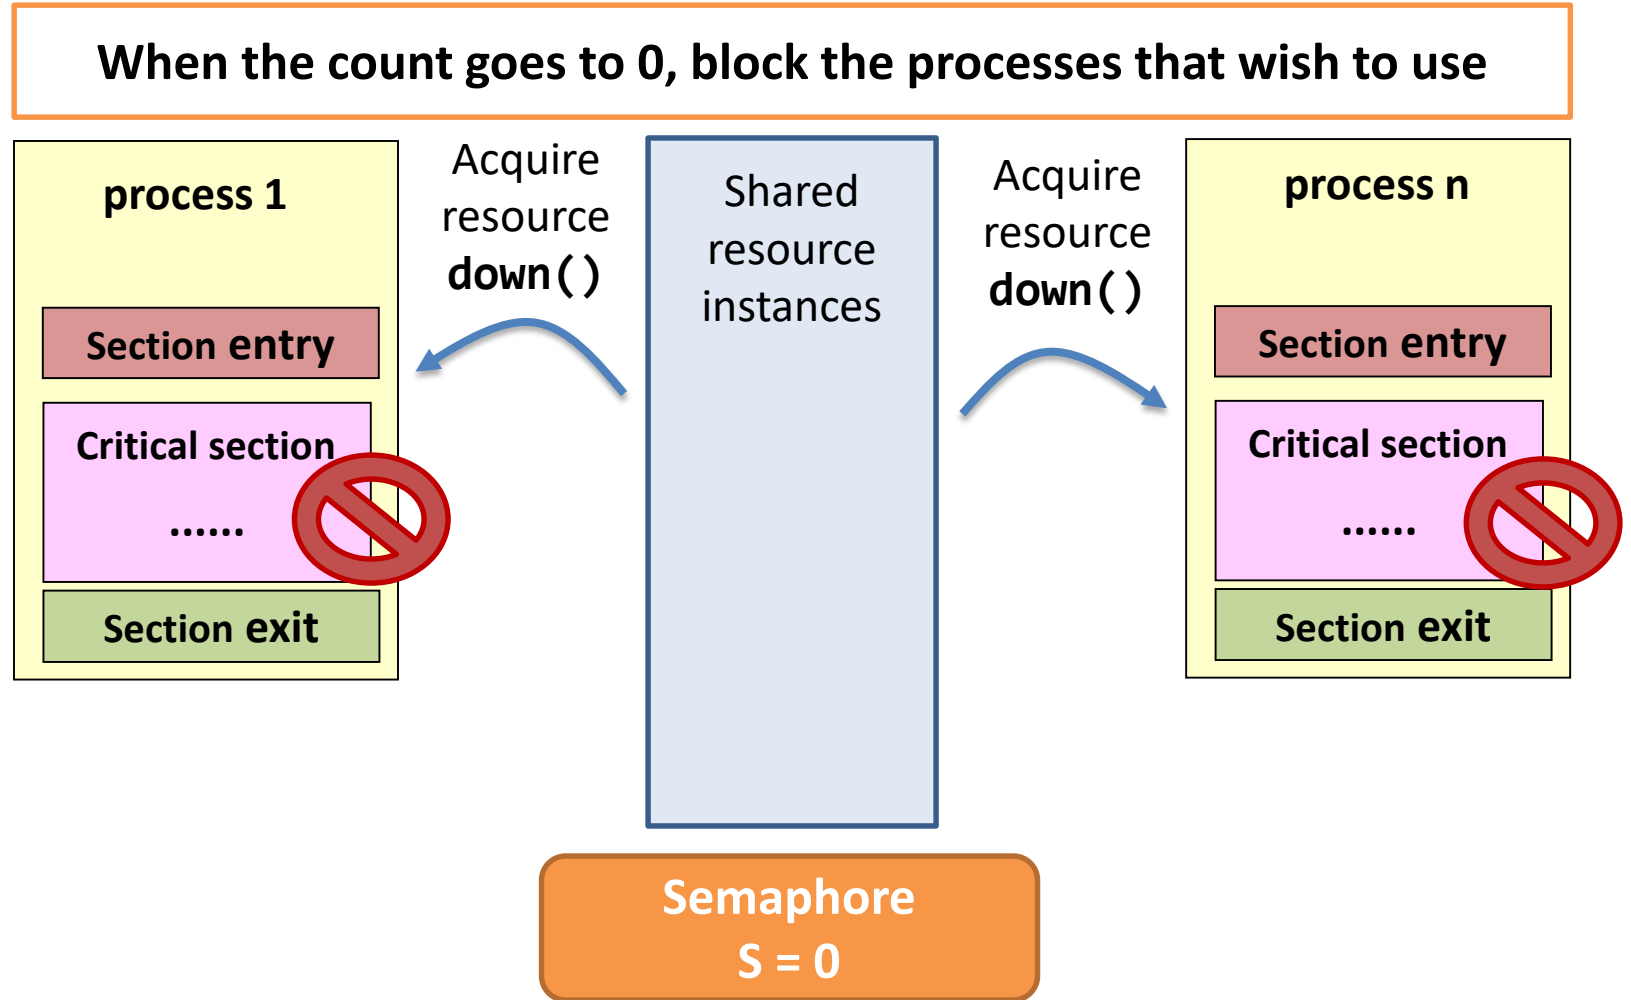 When the count goes to 0, block the processes that wish to use
process 1
Section entry
Critical section
......
Section exit
Acquire
resource
down()
Shared
resource
instances
Acquire
resource
down()
process n
Section entry
Critical section
......
Section exit
Semaphore
S = 0